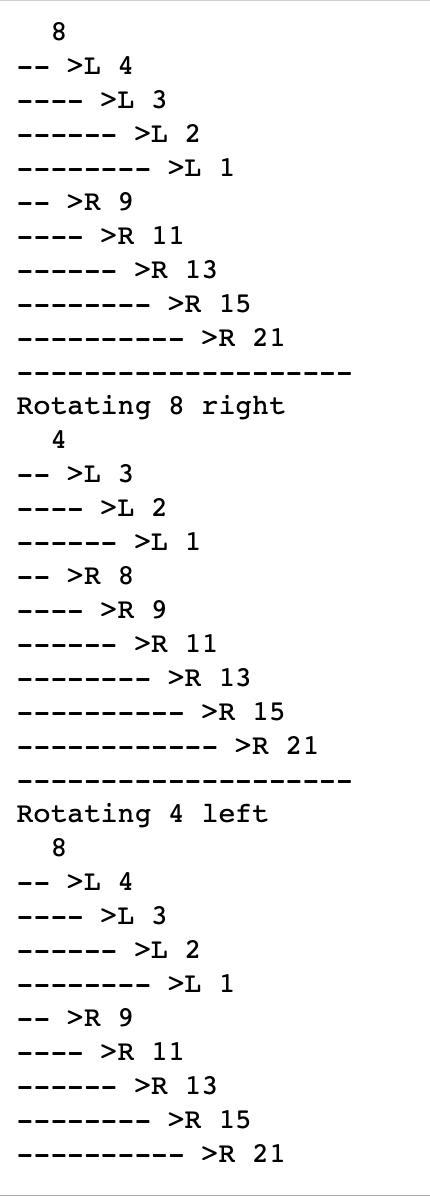 8
-- >L 4
---- >L 3
------ >L 2
-------- >L 1
-- >R 9
---- >R 11
------ >R 13
-------- >R 15
---------- >R 21
--------------------
Rotating 8 right
4
-- >L 3
---- >L 2
------ >L 1
-- >R 8
---- >R 9
------ >R 11
-------- >R 13
---------- >R 15
------------ >R 21
--------------------
Rotating 4 left
8
-- >L 4
---- >L 3
------ >L 2
-------- >L 1
-- >R 9
---- >R 11
------ >R 13
-------- >R 15
---------- >R 21